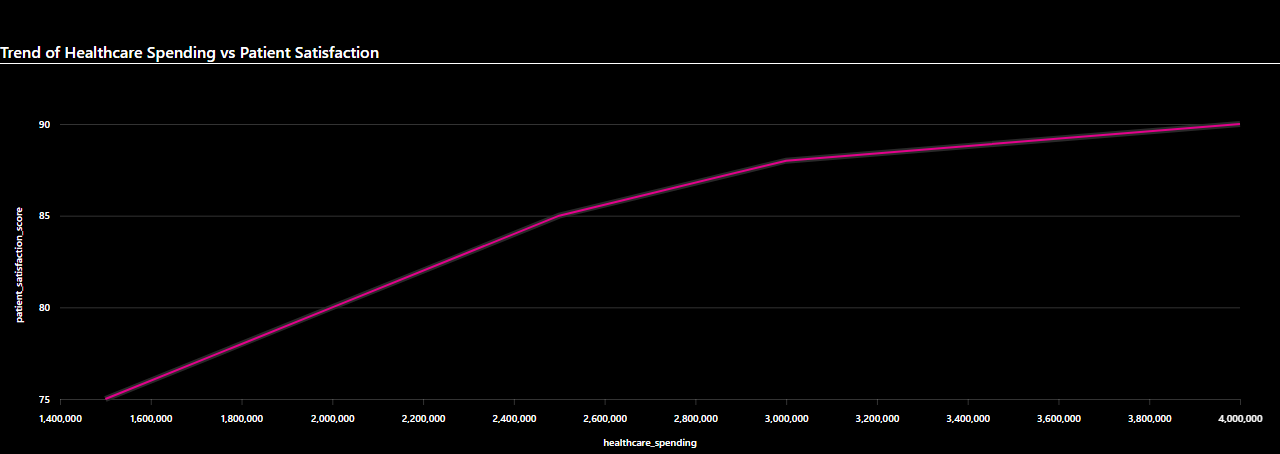 Trend of Healthcare Spending vs Patient Satisfaction
90
85
80
75
patient_satisfaction_score
1,400,000 1,600,000 1,800,000 2,000,000 2,200,000 2,400,000 2,600,000 2,800,000 3,000,000 3,200,000 3,400,000 3,600,000 3,800,000 4,000,000
healthcare_spending